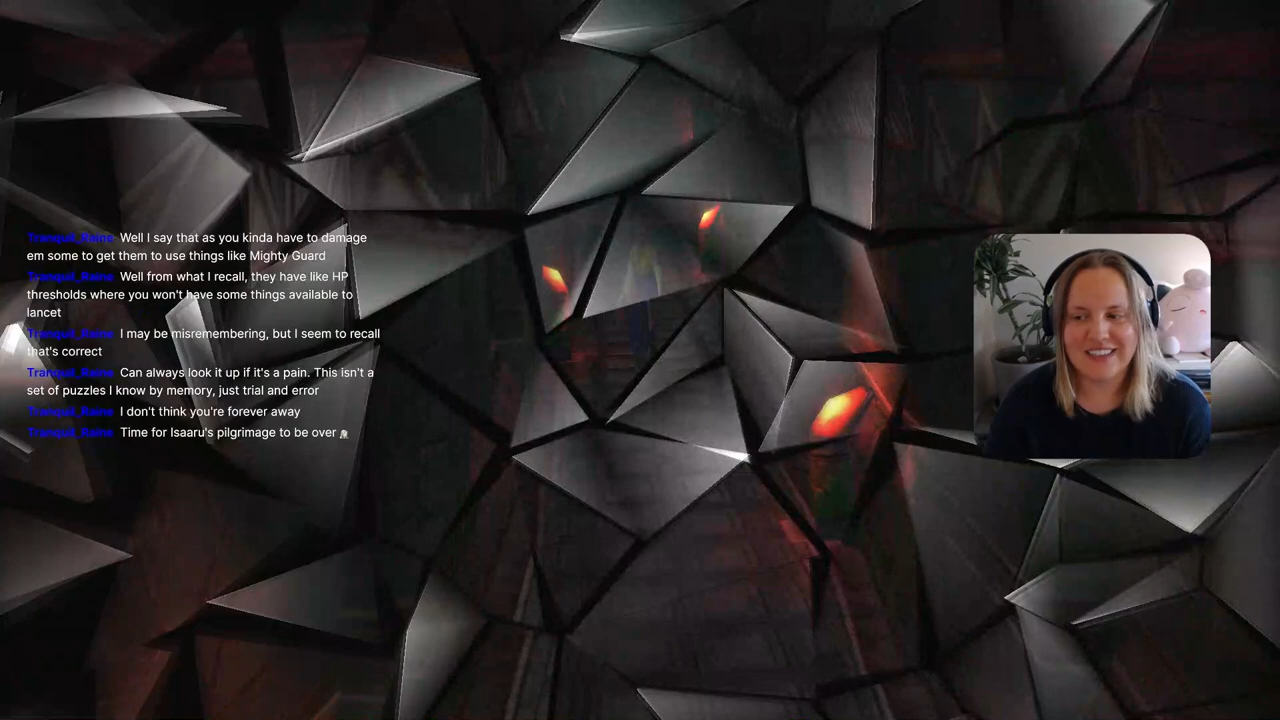 Tranquil_Raine Well I say that as you kinda have to damage
em some to get them to use things like Mighty Guard
Tranquil_Raine Well from what I recall, they have like HP
thresholds where you won't have some things available to
lancet
Tranquil_Raine I may be misremembering, but I seem to recall
that's correct
Tranquil_Raine Can always look it up if it's a pain. This isn't a
set of puzzles I know by memory, just trial and error
Tranquil_Raine I don't think you're forever away
Tranquil_Raine Time for Isaaru's pilgrimage to be over